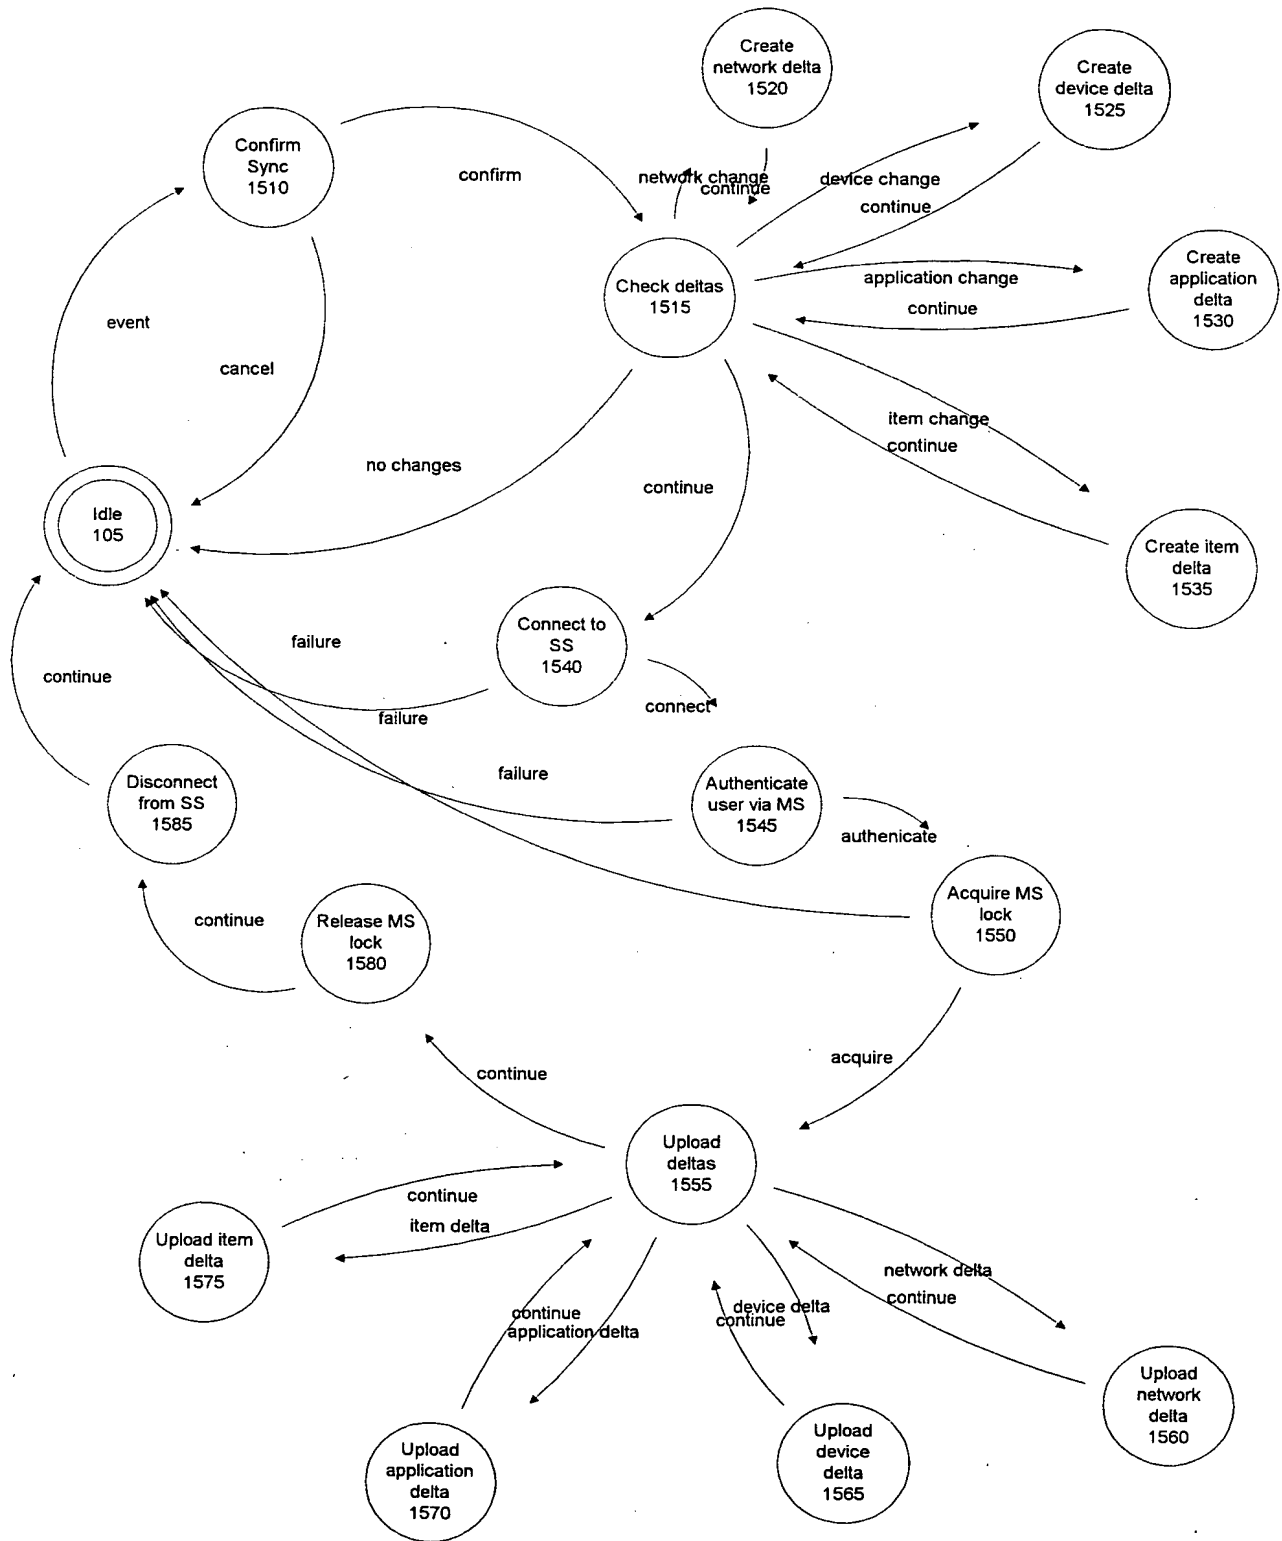 Create
network delta
1520
Create
device delta
1525
Confirm
Sync
1510
confirm
network change
continue
device change
continue
Check deltas
1515
application change
continue
Create
application
delta
1530
event
cancel
item change
continue
no changes
continue
Idle
105
Create item
delta
1535
Connect to
SS
1540
failure
continue
connect
failure
failure
Disconnect
from SS
1585
Authenticate
user via MS
1545
authenicate
Acquire MS
lock
1550
continue
Release MS
lock
1580
acquire
continue
Upload
deltas
1555
continue
item delta
Upload item
delta
1575
network delta
continue
device delta
continue
continue
application delta
Upload
network
delta
1560
Upload
device
delta
1565
Upload
application
delta
1570